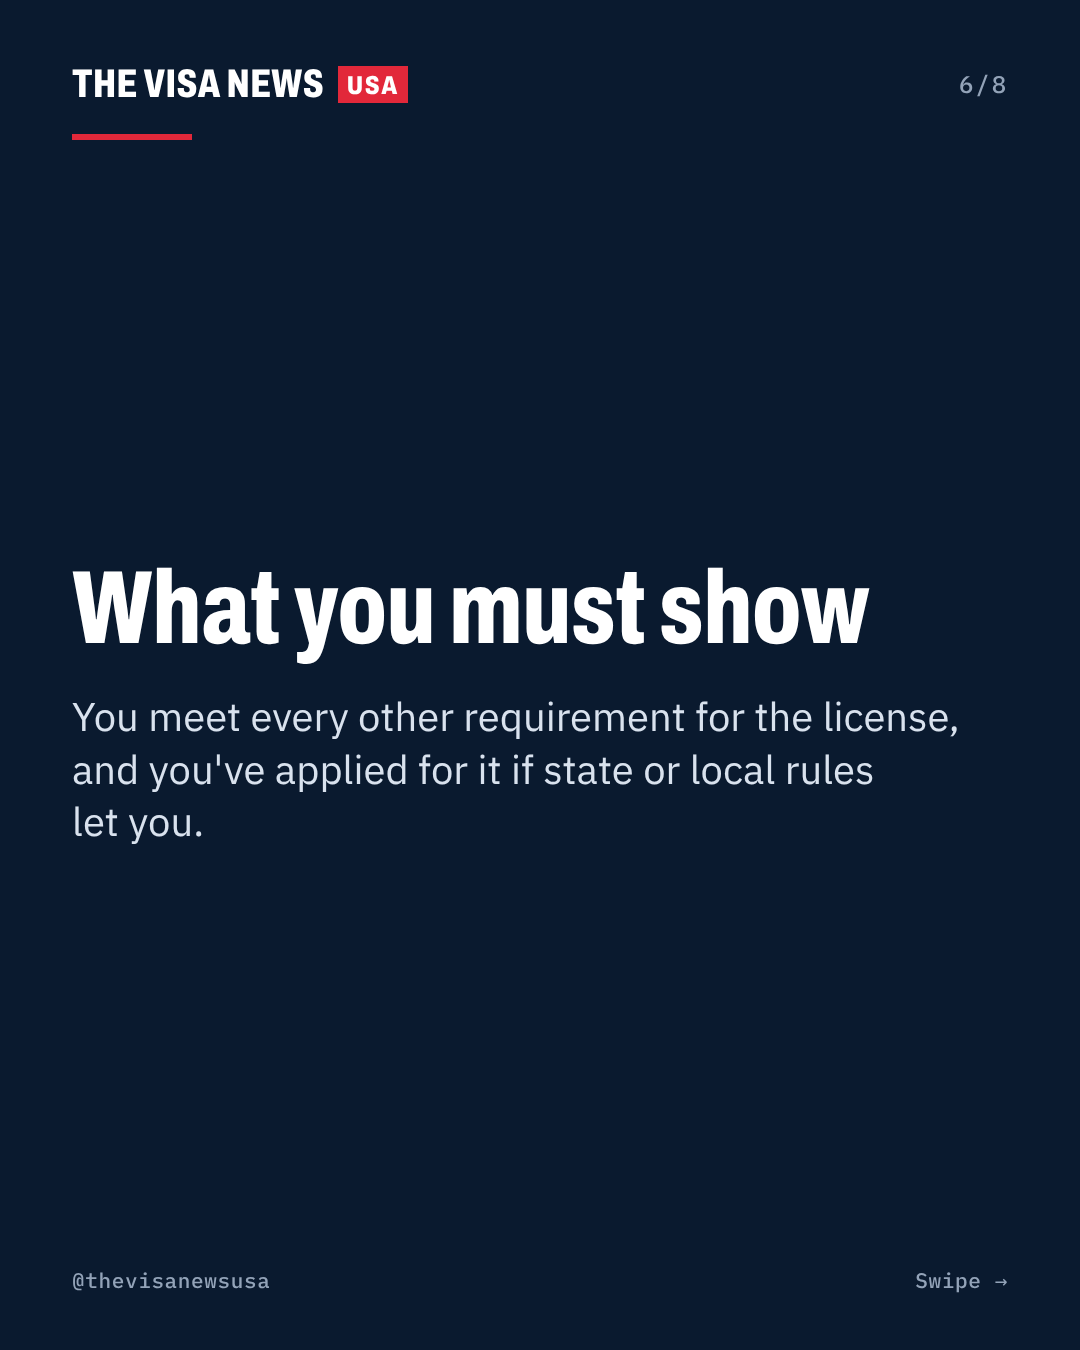 THE VISA NEWS USA
6/8
What you must show
You meet every other requirement for the license,
and you've applied for it if state or local rules
let you.
@thevisanewsusa
Swipe →